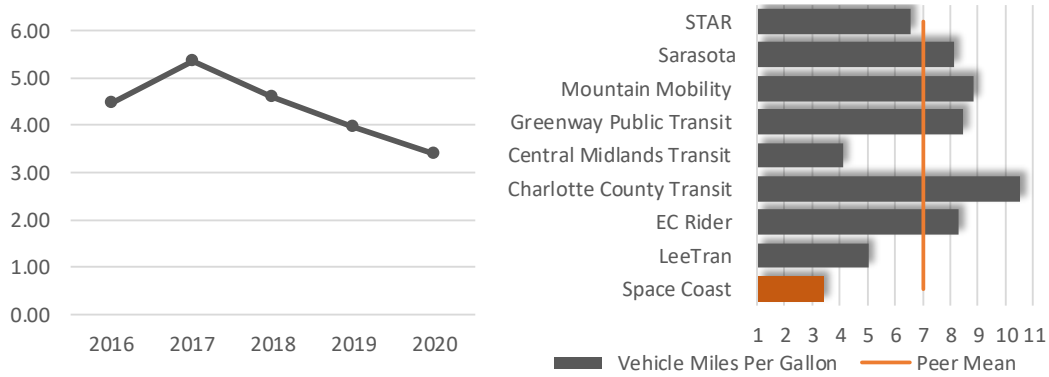 6.00
5.00
4.00
3.00
2.00
1.00
0.00
2016 2017 2018 2019 2020
STAR
Sarasota
Mountain Mobility
Greenway Public Transit
Central Midlands Transit
Charlotte County Transit
EC Rider
LeeTran
Space Coast
1 2 3 4 5 6 7 8 9 10 11
Vehicle Miles Per Gallon Peer Mean